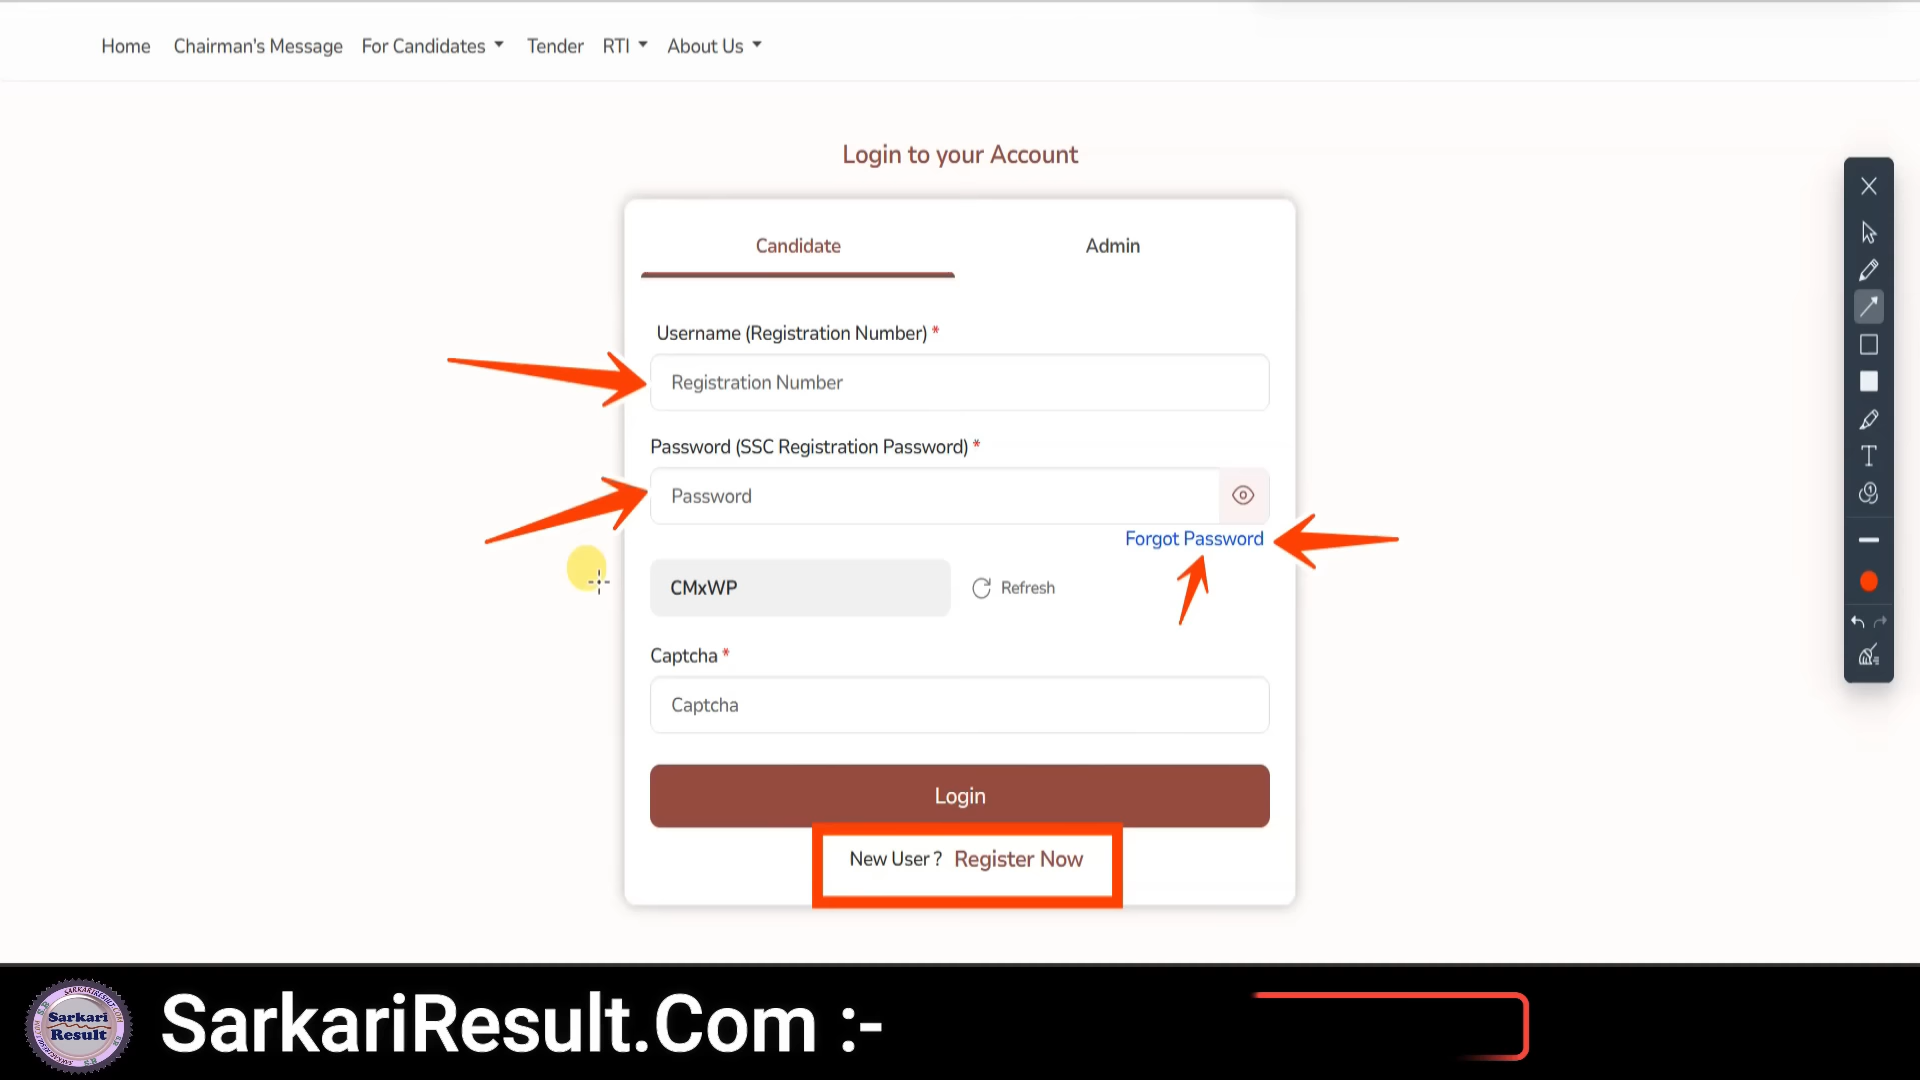 Home Chairman's Message For Candidates Tender RTI About Us
Login to your Account
Candidate Admin
Username (Registration Number) *
Registration Number
Password (SSC Registration Password) *
Password
Forgot Password
CMxWP Refresh
Captcha *
Captcha
Login
New User ? Register Now
T
1
SarkariResult.Com :-
Sarkari
Result